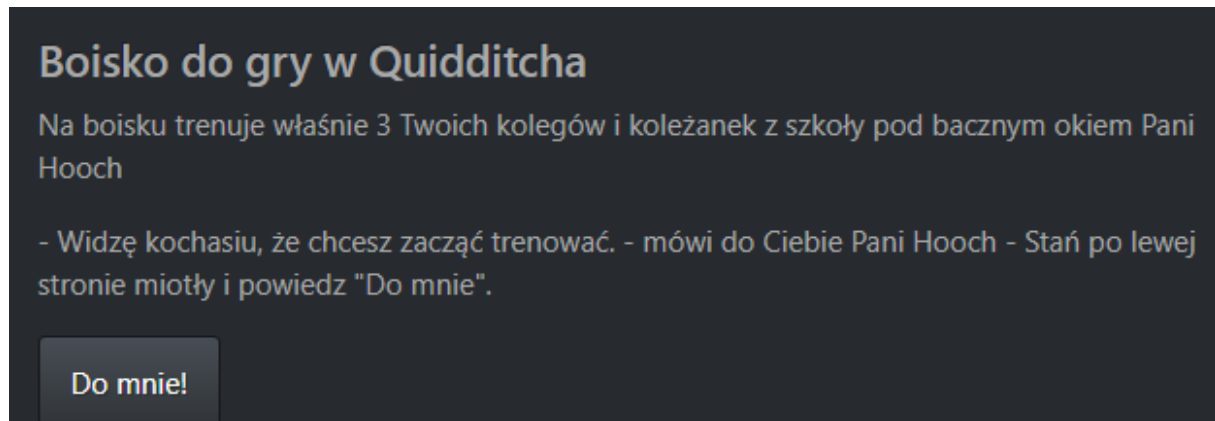 Boisko do gry w Quidditcha
Na boisku trenuje właśnie 3 Twoich kolegów i koleżanek z szkoły pod bacznym okiem Pani
Hooch
- Widzę kochasiu, że chcesz zacząć trenować. - mówi do Ciebie Pani Hooch - Stań po lewej
stronie miotły i powiedz "Do mnie".
Do mnie!